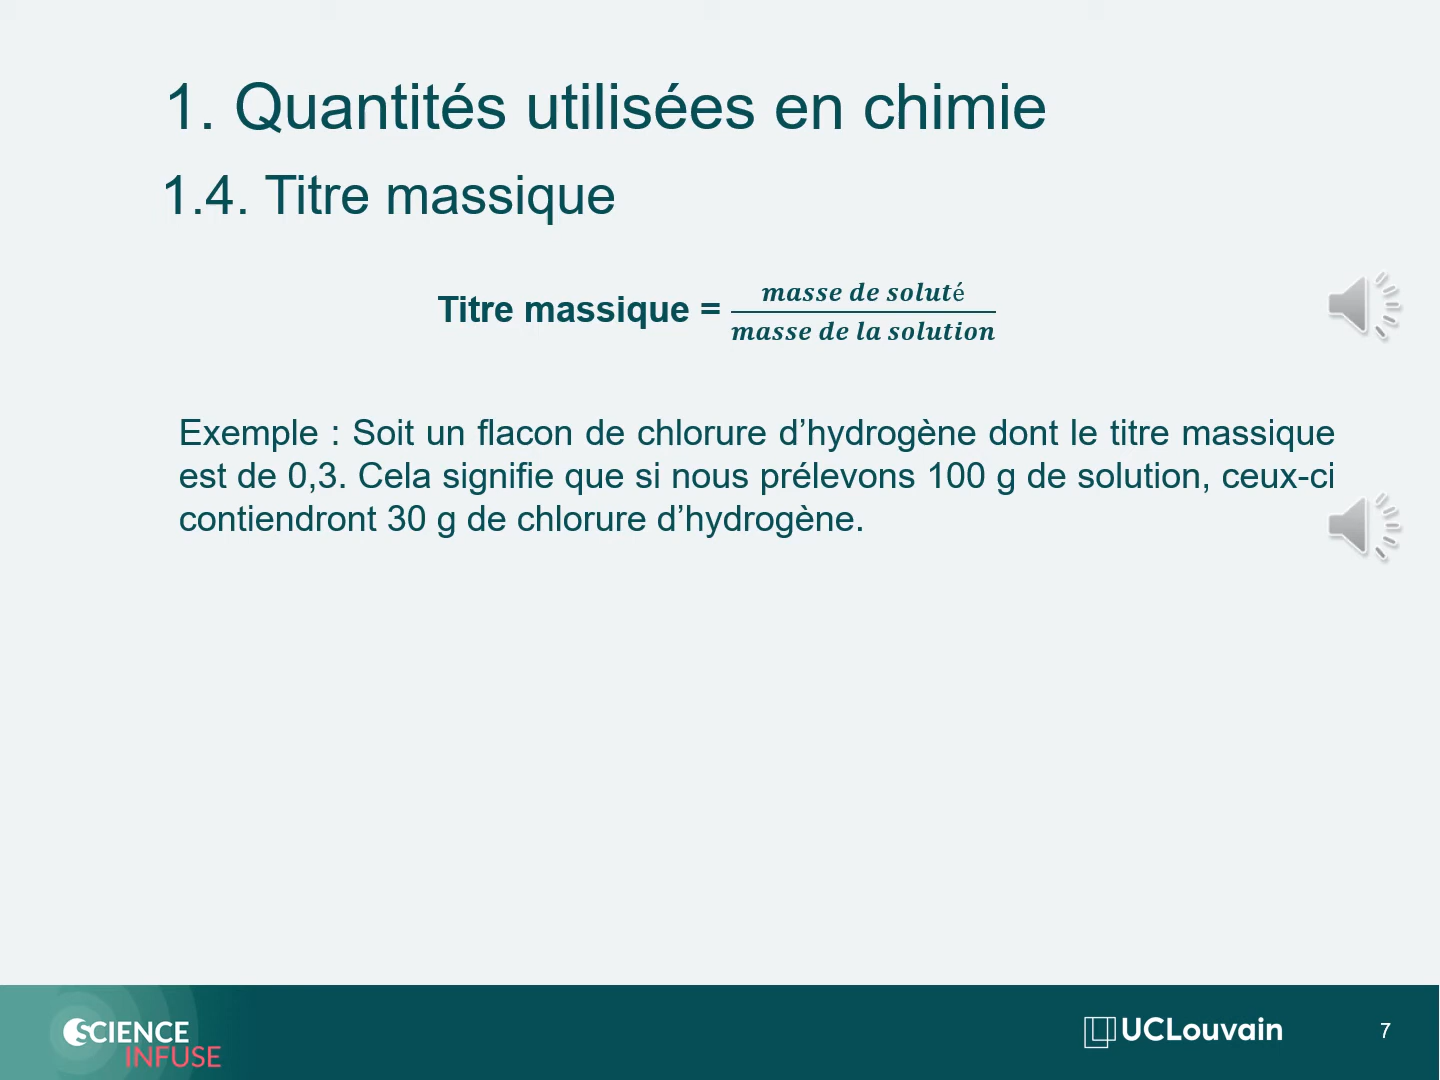 1. Quantités utilisées en chimie
1.4. Titre massique
Titre massique = masse de soluté / masse de la solution
Exemple : Soit un flacon de chlorure d’hydrogène dont le titre massique
est de 0,3. Cela signifie que si nous prélevons 100 g de solution, ceux-ci
contiendront 30 g de chlorure d’hydrogène.
SCIENCE
INFUSE
UCLouvain
7